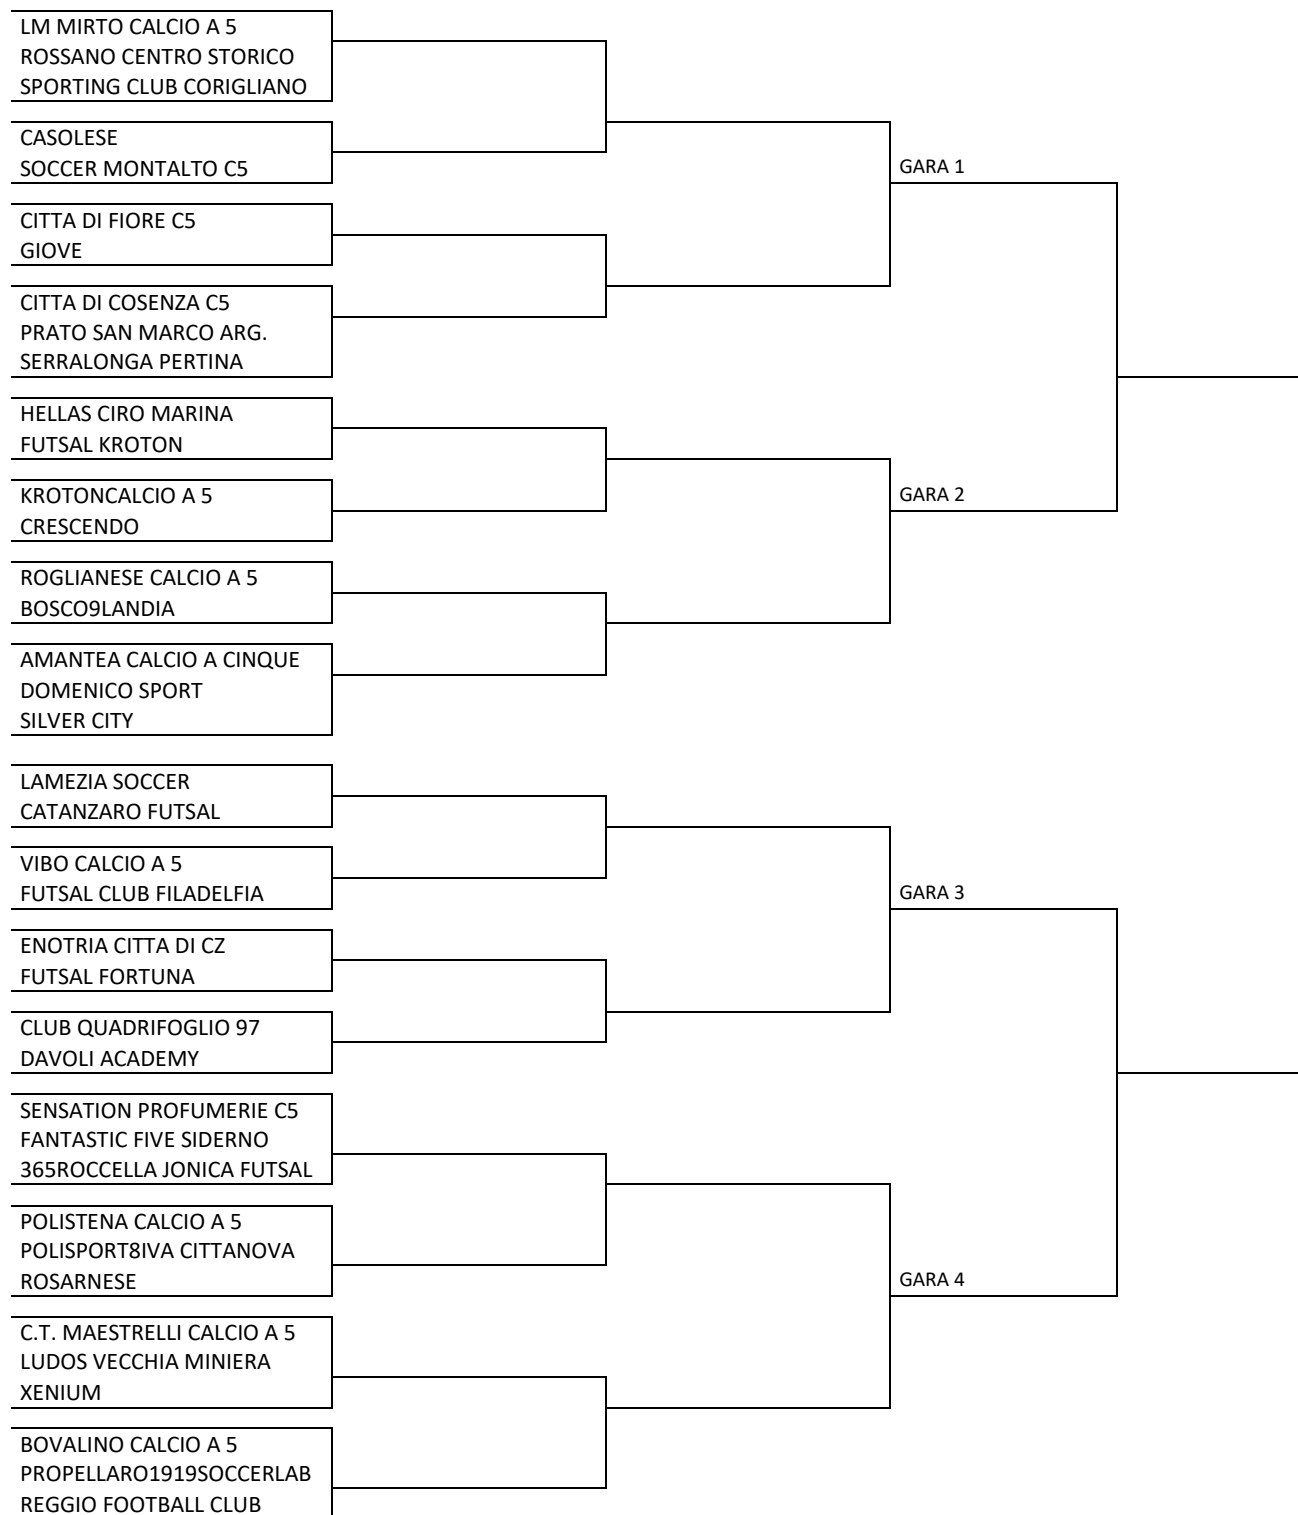 LM MIRTO CALCIO A 5
ROSSANO CENTRO STORICO
SPORTING CLUB CORIGLIANO
CASOLESE
SOCCER MONTALTO C5
GARA 1
CITTA DI FIORE C5
GIOVE
CITTA DI COSENZA C5
PRATO SAN MARCO ARG.
SERRALONGA PERTINA
HELLAS CIRO MARINA
FUTSAL KROTON
KROTONCALCIO A 5
GARA 2
CRESCENDO
ROGLIANESE CALCIO A 5
BOSCO9LANDIA
AMANTEA CALCIO A CINQUE
DOMENICO SPORT
SILVER CITY
LAMEZIA SOCCER
CATANZARO FUTSAL
VIBO CALCIO A 5
FUTSAL CLUB FILADELFIA
GARA 3
ENOTRIA CITTA DI CZ
FUTSAL FORTUNA
CLUB QUADRIFOGLIO 97
DAVOLI ACADEMY
SENSATION PROFUMERIE C5
FANTASTIC FIVE SIDERNO
365ROCCELLA JONICA FUTSAL
POLISTENA CALCIO A 5
POLISPORT8IVA CITTANOVA
ROSARNESE
GARA 4
C.T. MAESTRELLI CALCIO A 5
LUDOS VECCHIA MINIERA
XENIUM
BOVALINO CALCIO A 5
PROPELLARO1919SOCCERLAB
REGGIO FOOTBALL CLUB